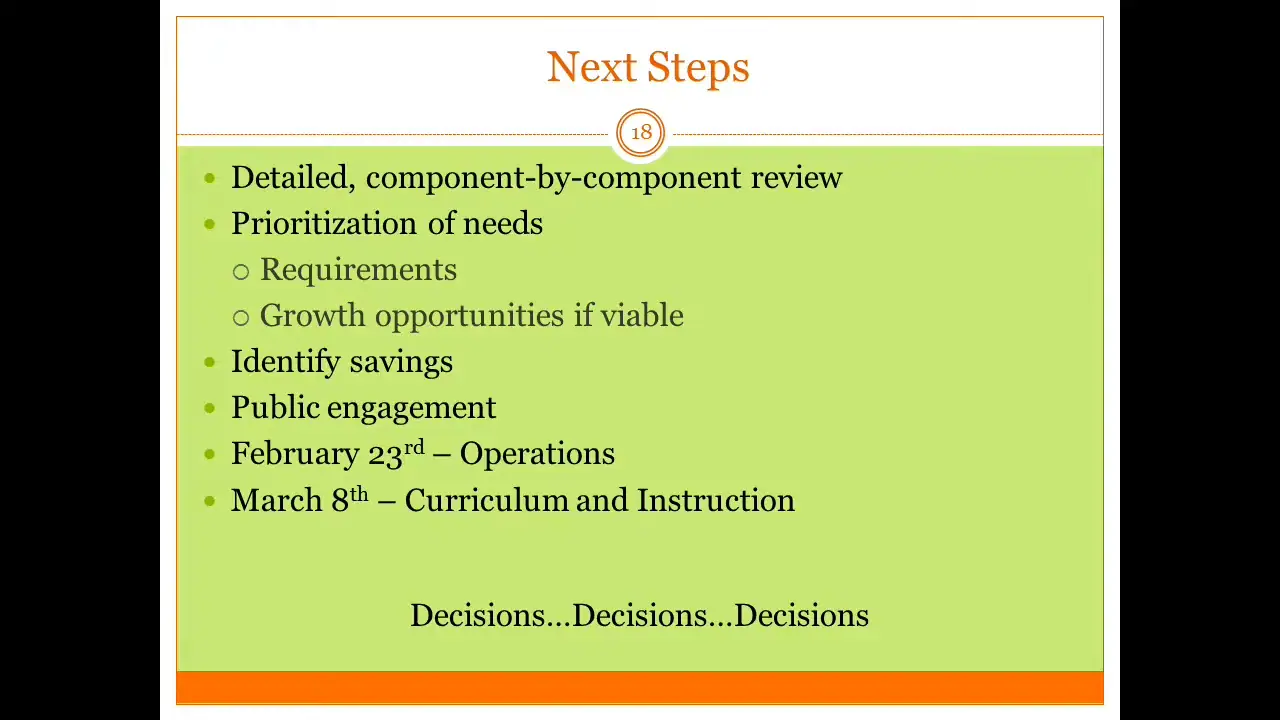 Next Steps
18
• Detailed, component-by-component review
• Prioritization of needs
○ Requirements
○ Growth opportunities if viable
• Identify savings
• Public engagement
• February 23rd – Operations
• March 8th – Curriculum and Instruction
Decisions…Decisions…Decisions